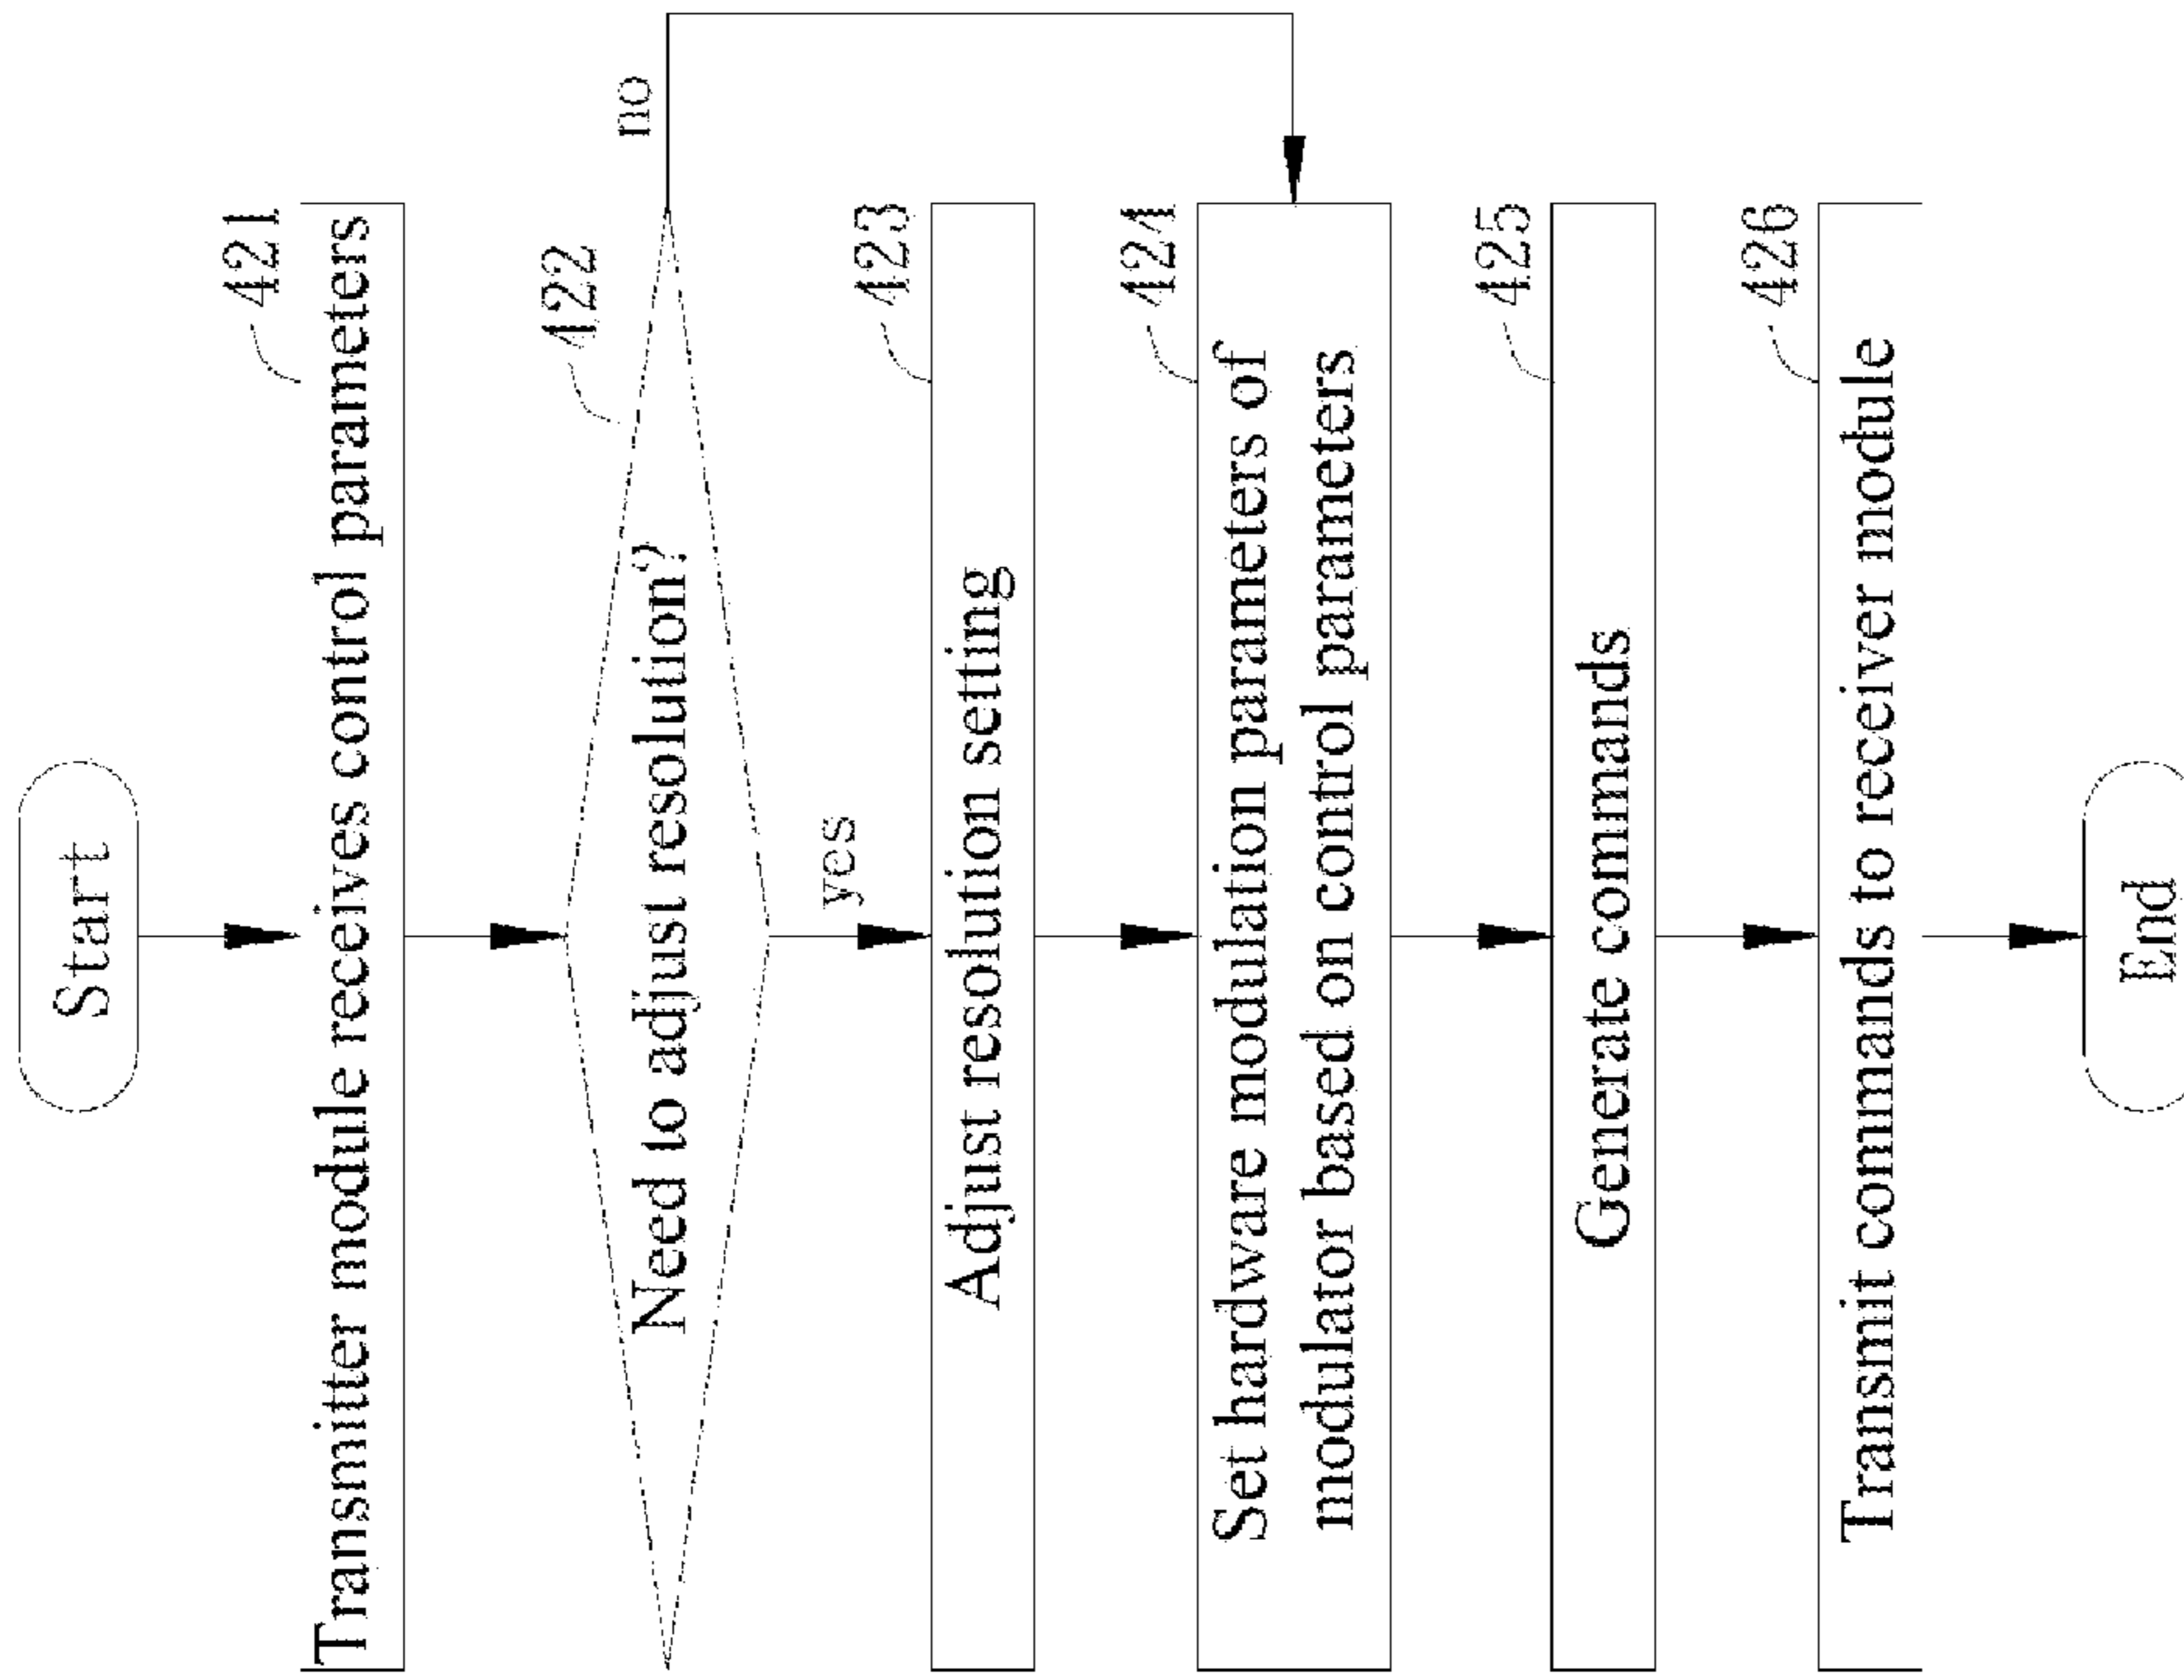 Start
421
Transmitter module receives control parameters
422
Need to adjust resolution?
no
yes
423
Adjust resolution setting
424
Set hardware modulation parameters of
modulator based on control parameters
425
Generate commands
426
Transmit commands to receiver module
End